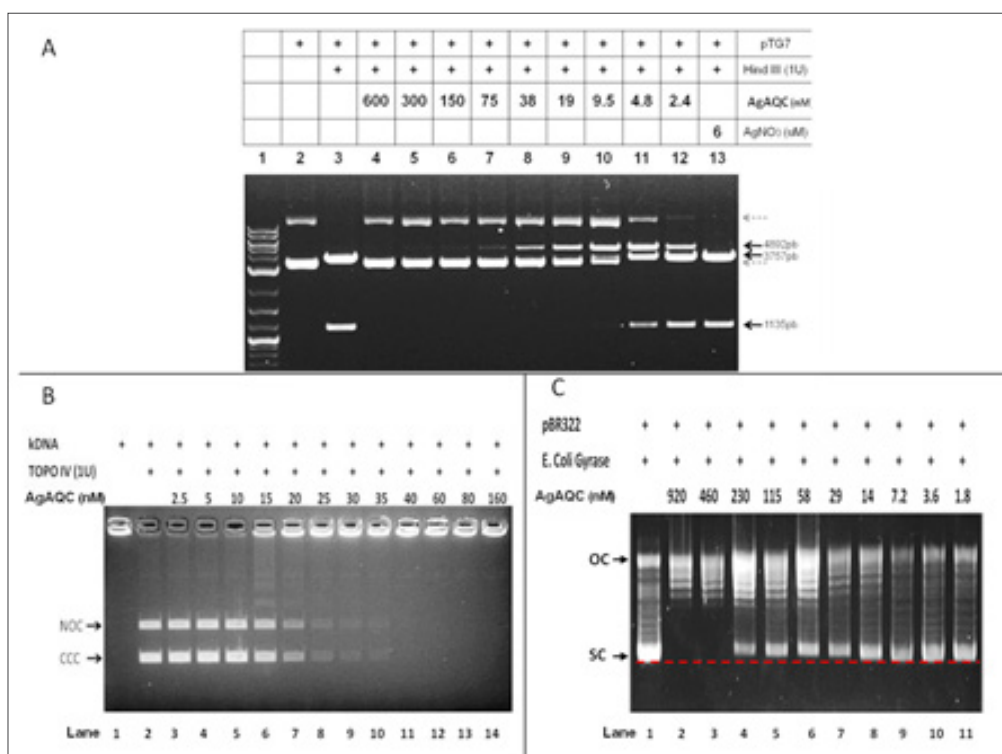 A
+ + + + + + + + + + + + pTG7
+ + + + + + + + + + + Hind III (1U)
600 300 150 75 38 19 9.5 4.8 2.4 AgAQC (nM)
6 AgNO3 (uM)
1 2 3 4 5 6 7 8 9 10 11 12 13
4892pb
3757pb
1135pb
B
kDNA + + + + + + + + + + + + + +
TOPO IV (1U) + + + + + + + + + + + + +
AgAQC (nM) 2.5 5 10 15 20 25 30 35 40 60 80 160
NOC
CCC
Lane 1 2 3 4 5 6 7 8 9 10 11 12 13 14
C
pBR322
+ + + + + + + + + + +
E. Coli Gyrase
+ + + + + + + + + + +
AgAQC (nM) 920 460 230 115 58 29 14 7.2 3.6 1.8
OC
SC
Lane 1 2 3 4 5 6 7 8 9 10 11